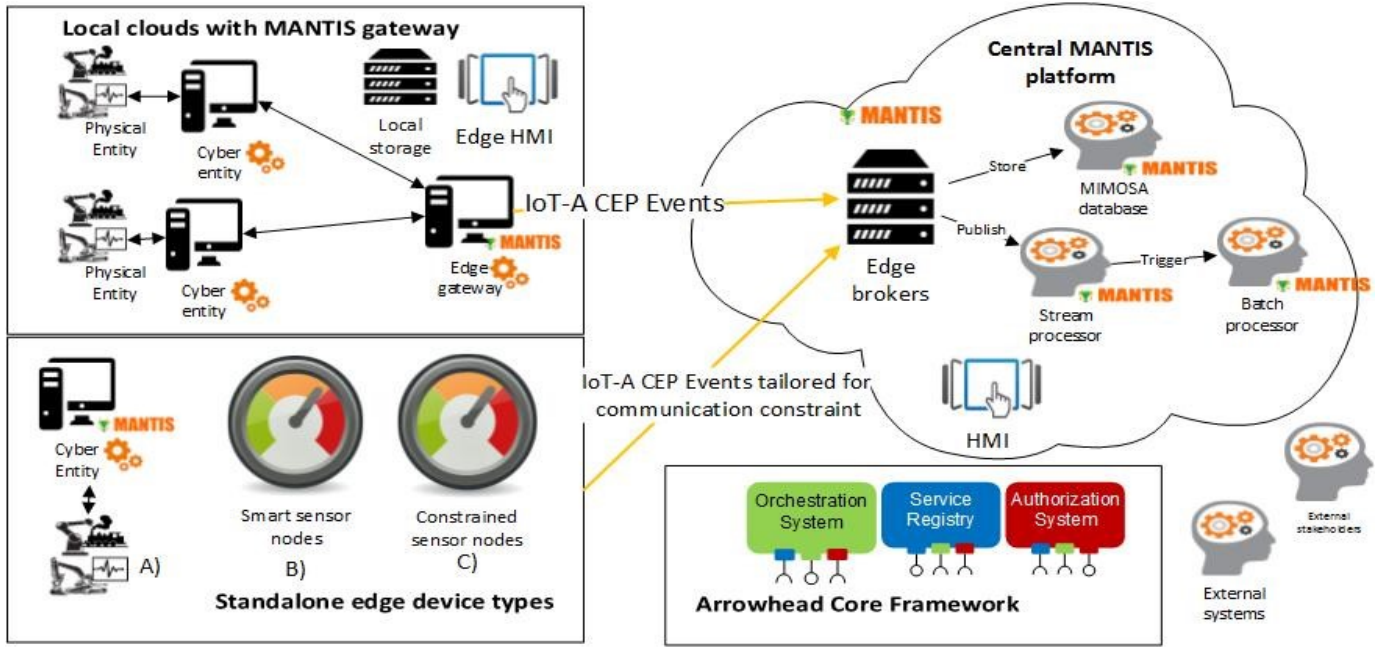 Local clouds with MANTIS gateway
Physical
Entity
Cyber
entity
Local
storage
Edge HMI
Physical
Entity
Cyber
entity
MANTIS
Edge
gateway
IoT-A CEP Events
Central MANTIS
platform
MANTIS
Edge
brokers
Store
MANTIS
MIMOSA
database
Publish
MANTIS
Stream
processor
Trigger
MANTIS
Batch
processor
HMI
MANTIS
Cyber
Entity
A)
Smart sensor
nodes
B)
Constrained
sensor nodes
C)
Standalone edge device types
IoT-A CEP Events tailored for
communication constraint
Orchestration
System
Service
Registry
Authorization
System
Arrowhead Core Framework
External
stakeholders
External
systems